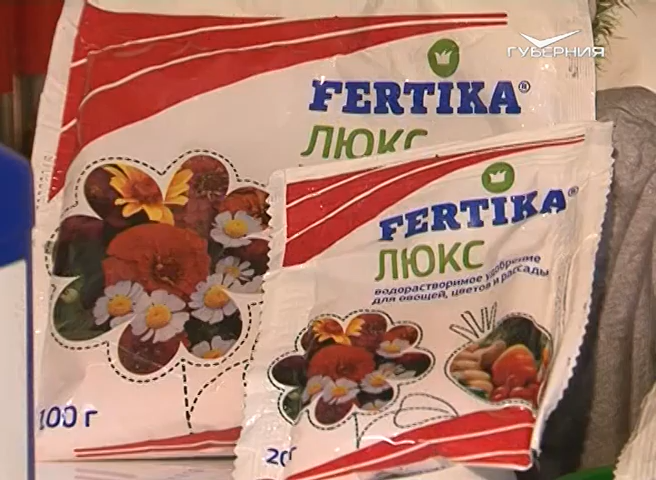 ГУБЕРНИЯ
FERTIKA®
ЛЮКС
100 г
FERTIKA®
ЛЮКС
водорастворимое удобрение
для овощей, цветов и рассады